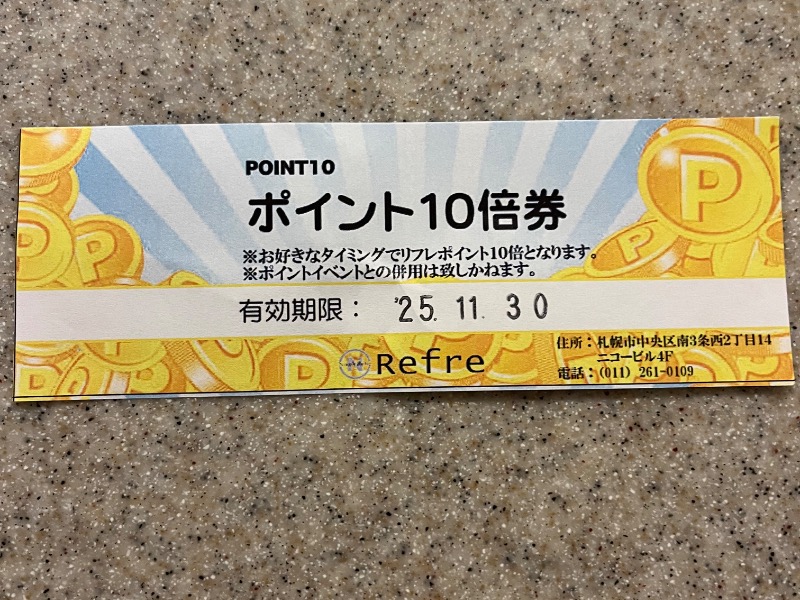 POINT10
ポイント10倍券
※お好きなタイミングでリフレポイント10倍となります。
※ポイントイベントとの併用は致しかねます。
有効期限： '25. 11. 30
Refre
住所：札幌市中央区南3条西2丁目14
ニコービル4F
電話：（011）261-0109